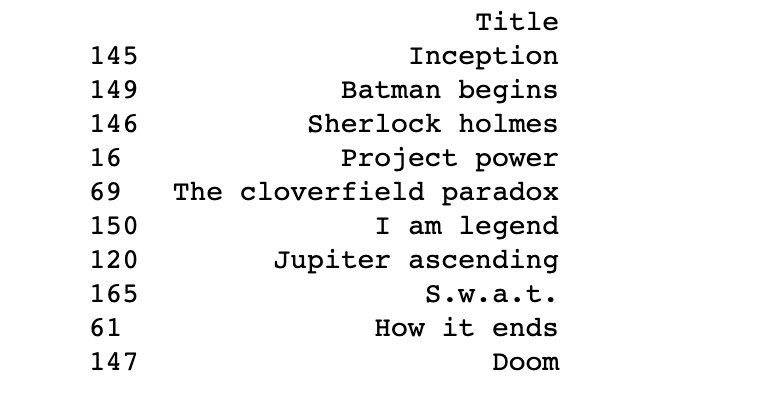 Title
145 Inception
149 Batman begins
146 Sherlock holmes
16 Project power
69 The cloverfield paradox
150 I am legend
120 Jupiter ascending
165 S.w.a.t.
61 How it ends
147 Doom